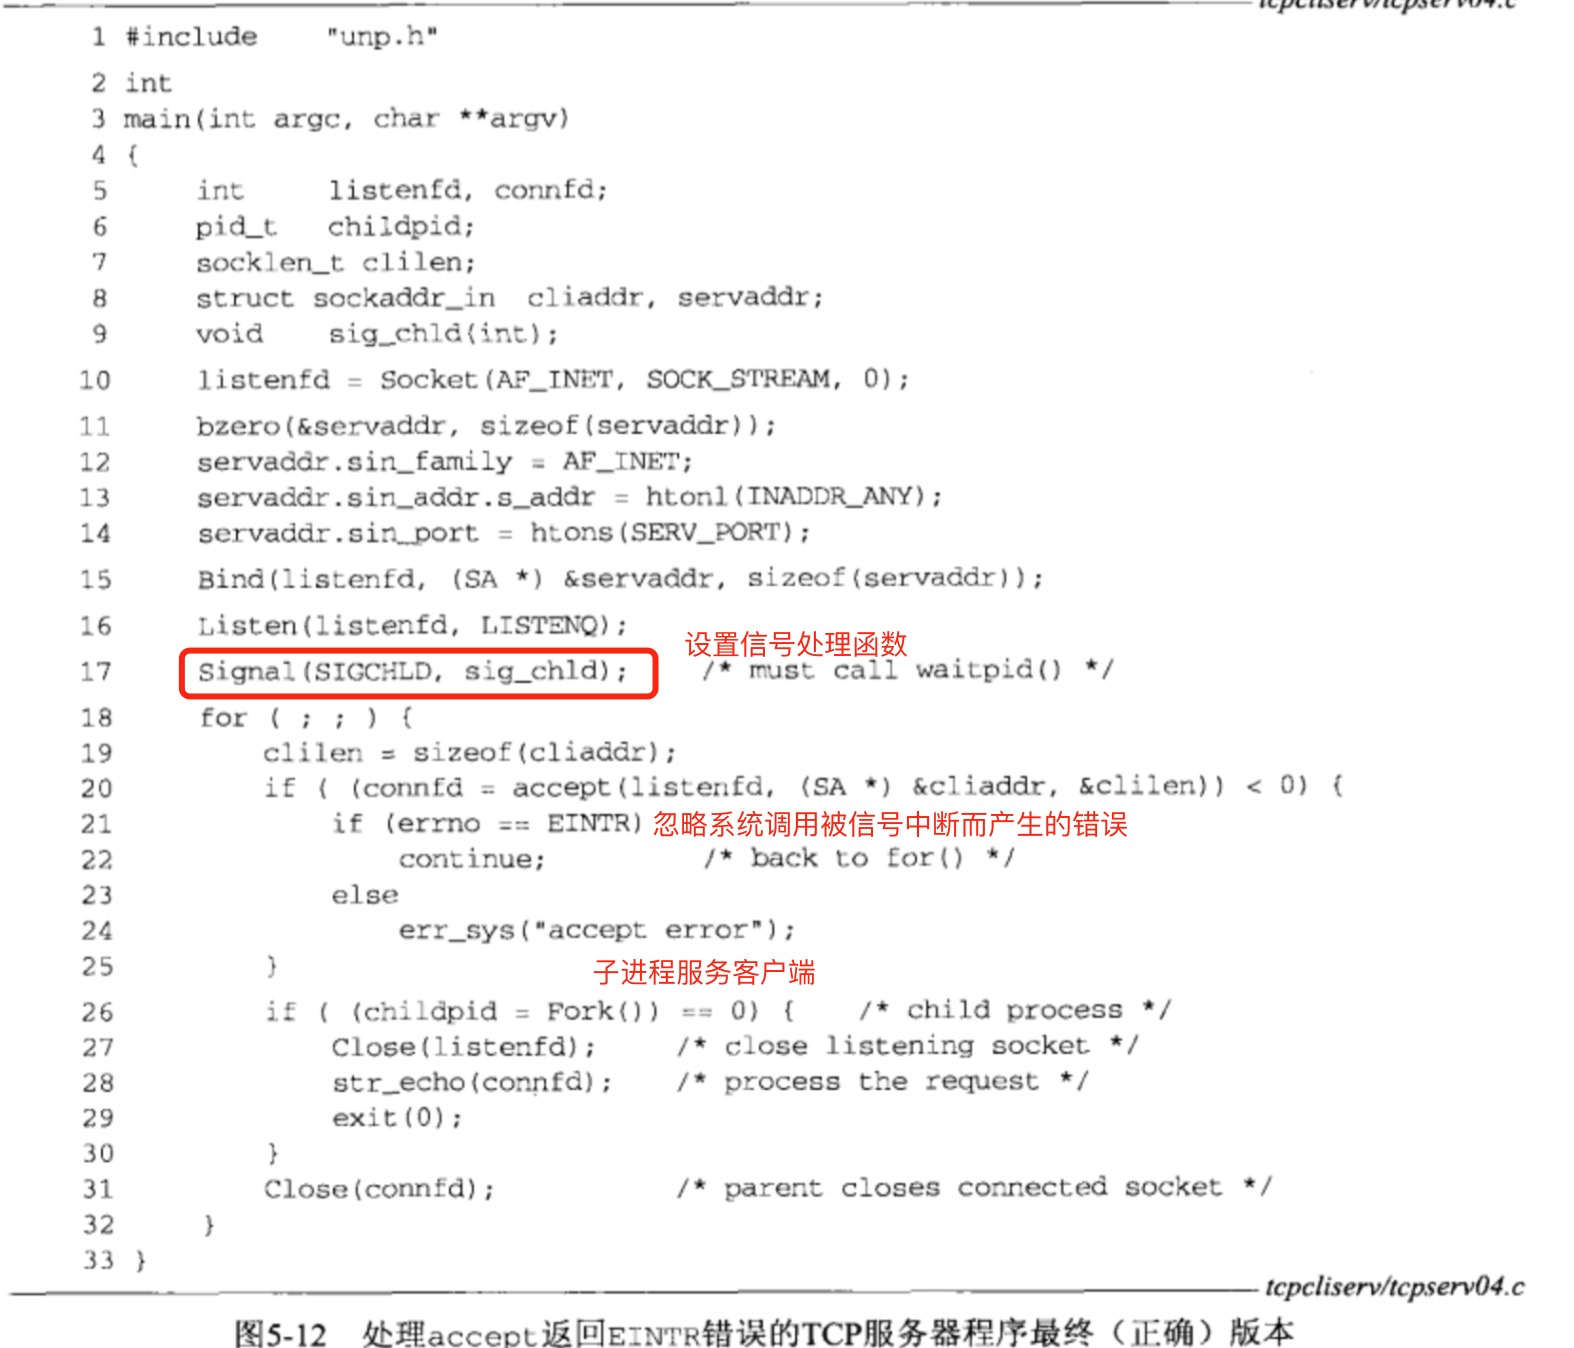 tcpcliserv/tcpserv04.c
1 #include    "unp.h"
2 int
3 main(int argc, char **argv)
4 {
5     int     listenfd, connfd;
6     pid_t   childpid;
7     socklen_t clilen;
8     struct sockaddr_in  cliaddr, servaddr;
9     void    sig_chld(int);
10     listenfd = Socket(AF_INET, SOCK_STREAM, 0);
11     bzero(&servaddr, sizeof(servaddr));
12     servaddr.sin_family = AF_INET;
13     servaddr.sin_addr.s_addr = htonl(INADDR_ANY);
14     servaddr.sin_port = htons(SERV_PORT);
15     Bind(listenfd, (SA *) &servaddr, sizeof(servaddr));
16     Listen(listenfd, LISTENQ);
设置信号处理函数
17     Signal(SIGCHLD, sig_chld);    /* must call waitpid() */
18     for ( ; ; ) {
19         clilen = sizeof(cliaddr);
20         if ( (connfd = accept(listenfd, (SA *) &cliaddr, &clilen)) < 0) {
21             if (errno == EINTR) 忽略系统调用被信号中断而产生的错误
22                 continue;         /* back to for() */
23             else
24                 err_sys("accept error");
25         }
子进程服务客户端
26         if ( (childpid = Fork()) == 0) {    /* child process */
27             Close(listenfd);     /* close listening socket */
28             str_echo(connfd);    /* process the request */
29             exit(0);
30         }
31         Close(connfd);           /* parent closes connected socket */
32     }
33 }
tcpcliserv/tcpserv04.c
图5-12 处理accept返回EINTR错误的TCP服务器程序最终（正确）版本